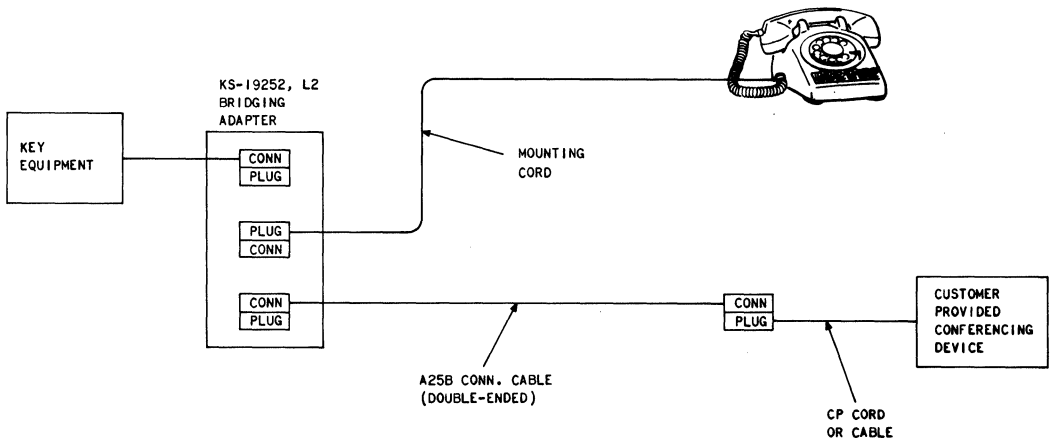 KS-19252, L2
BRIDGING
ADAPTER
KEY
EQUIPMENT
CONN
PLUG
MOUNTING
CORD
PLUG
CONN
CONN
PLUG
CONN
PLUG
CUSTOMER
PROVIDED
CONFERENCING
DEVICE
A25B CONN. CABLE
(DOUBLE-ENDED)
CP CORD
OR CABLE